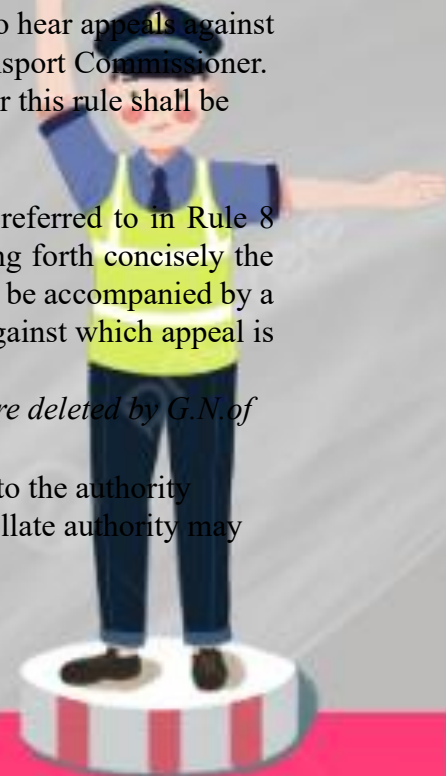 o hear appeals against
nsport Commissioner.
r this rule shall be
referred to in Rule 8
ng forth concisely the
be accompanied by a
gainst which appeal is
re deleted by G.N.of
to the authority
llate authority may